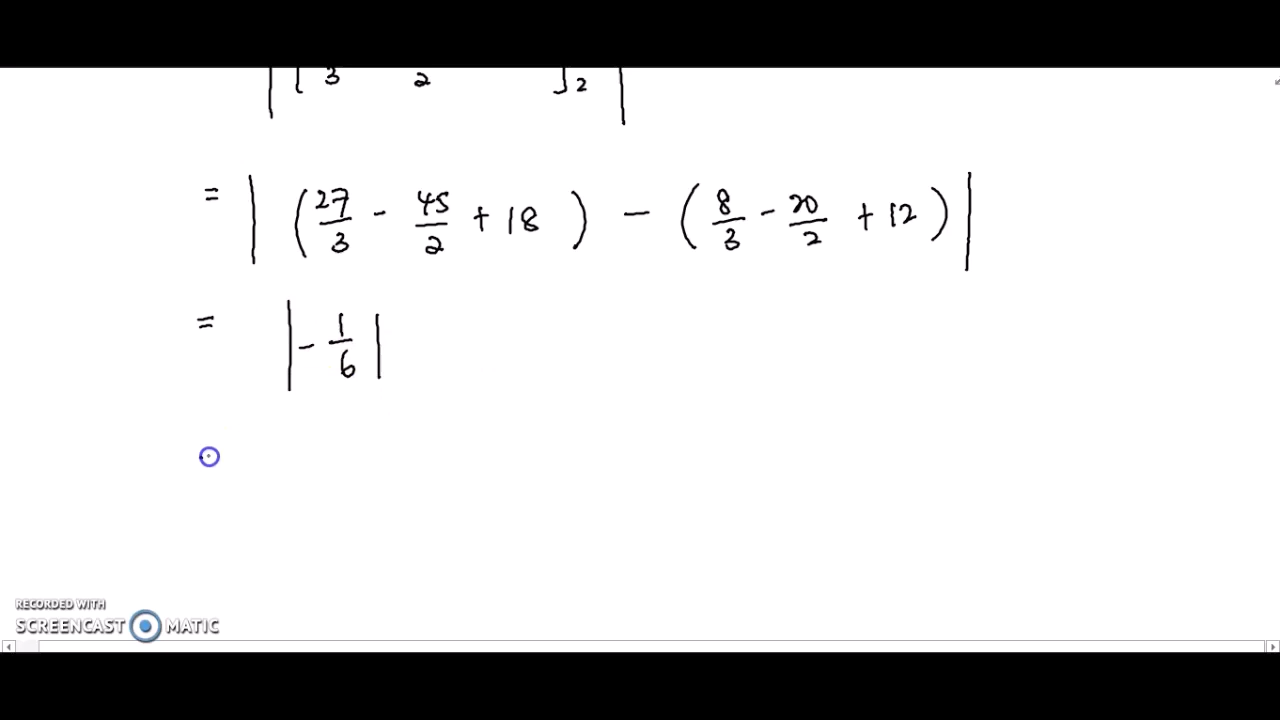 | [ 3 2 ]₂ |
= | (27/3 - 45/2 + 18) - (8/3 - 20/2 + 12) |
= | - 1/6 |
RECORDED WITH
SCREENCAST MATIC